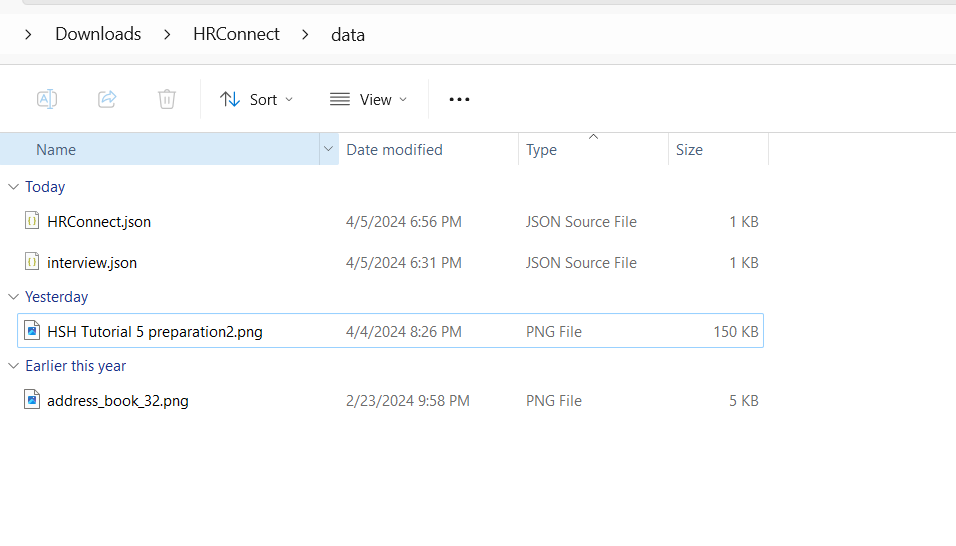 Downloads > HRConnect > data
Sort View
Name Date modified Type Size
Today
HRConnect.json 4/5/2024 6:56 PM JSON Source File 1 KB
interview.json 4/5/2024 6:31 PM JSON Source File 1 KB
Yesterday
HSH Tutorial 5 preparation2.png 4/4/2024 8:26 PM PNG File 150 KB
Earlier this year
address_book_32.png 2/23/2024 9:58 PM PNG File 5 KB